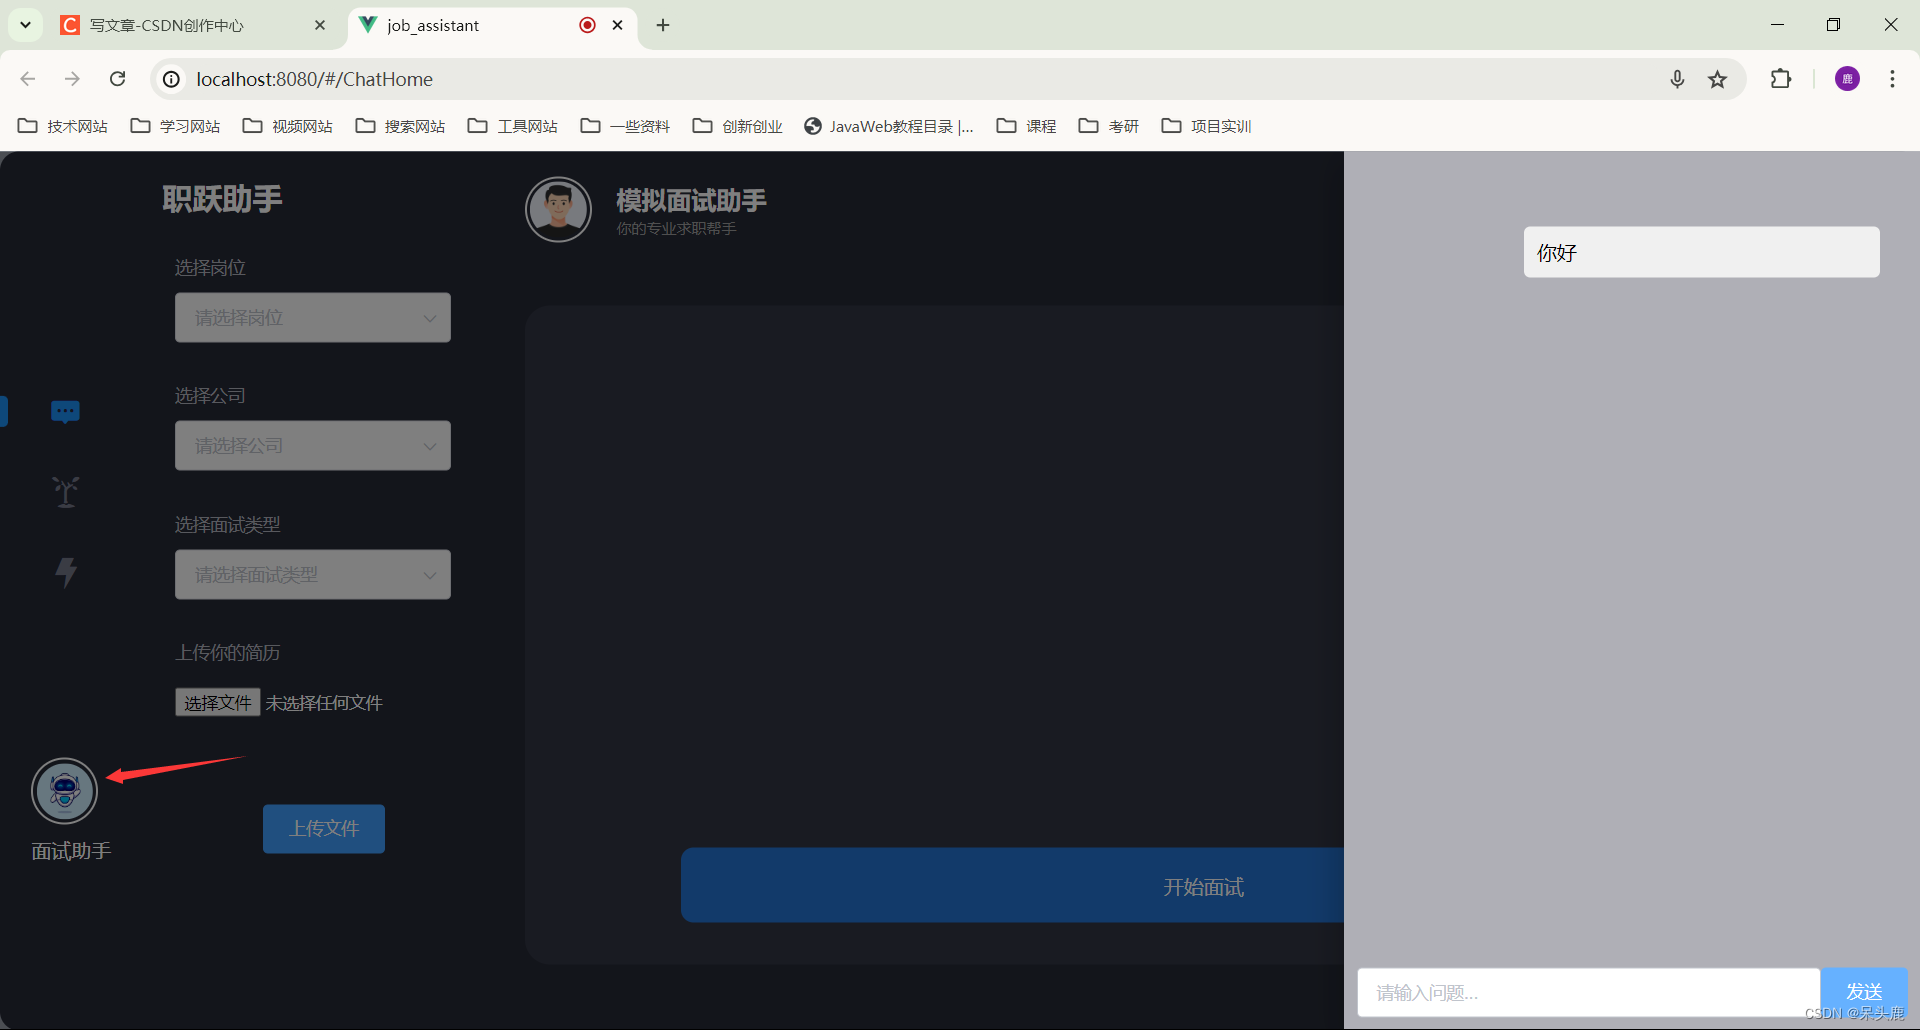 写文章-CSDN创作中心
job_assistant
localhost:8080/#/ChatHome
鹿
技术网站
学习网站
视频网站
搜索网站
工具网站
一些资料
创新创业
JavaWeb教程目录 |...
课程
考研
项目实训
职跃助手
选择岗位
请选择岗位
选择公司
请选择公司
选择面试类型
请选择面试类型
上传你的简历
选择文件 未选择任何文件
上传文件
面试助手
模拟面试助手
你的专业求职帮手
开始面试
你好
请输入问题...
发送
CSDN @呆头鹿